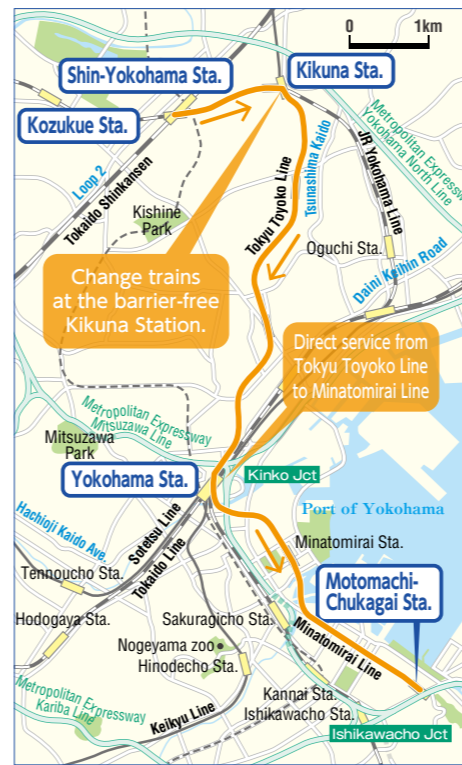 0 1km
Shin-Yokohama Sta.
Kikuna Sta.
Kozukue Sta.
Metropolitan Expressway
Yokohama North Line
Loop 2
Tokaido Shinkansen
Kishine
Park
Tokyu Toyoko Line
Tsunashima Kaido
JR Yokohama Line
Oguchi Sta.
Daini Keihin Road
Change trains
at the barrier-free
Kikuna Station.
Direct service from
Tokyu Toyoko Line
to Minatomirai Line
Metropolitan Expressway
Mitsuzawa Line
Mitsuzawa
Park
Yokohama Sta.
Kinko Jct
Port of Yokohama
Hachioji Kaido Ave.
Sotetsu Line
Tokaido Line
Minatomirai Sta.
Tennoucho Sta.
Motomachi-
Chukagai Sta.
Hodogaya Sta.
Sakuragicho Sta.
Minatomirai Line
Nogeyama zoo
Hinodecho Sta.
Metropolitan Expressway
Kariba Line
Keikyu Line
Kannai Sta.
Ishikawacho Sta.
Ishikawacho Jct